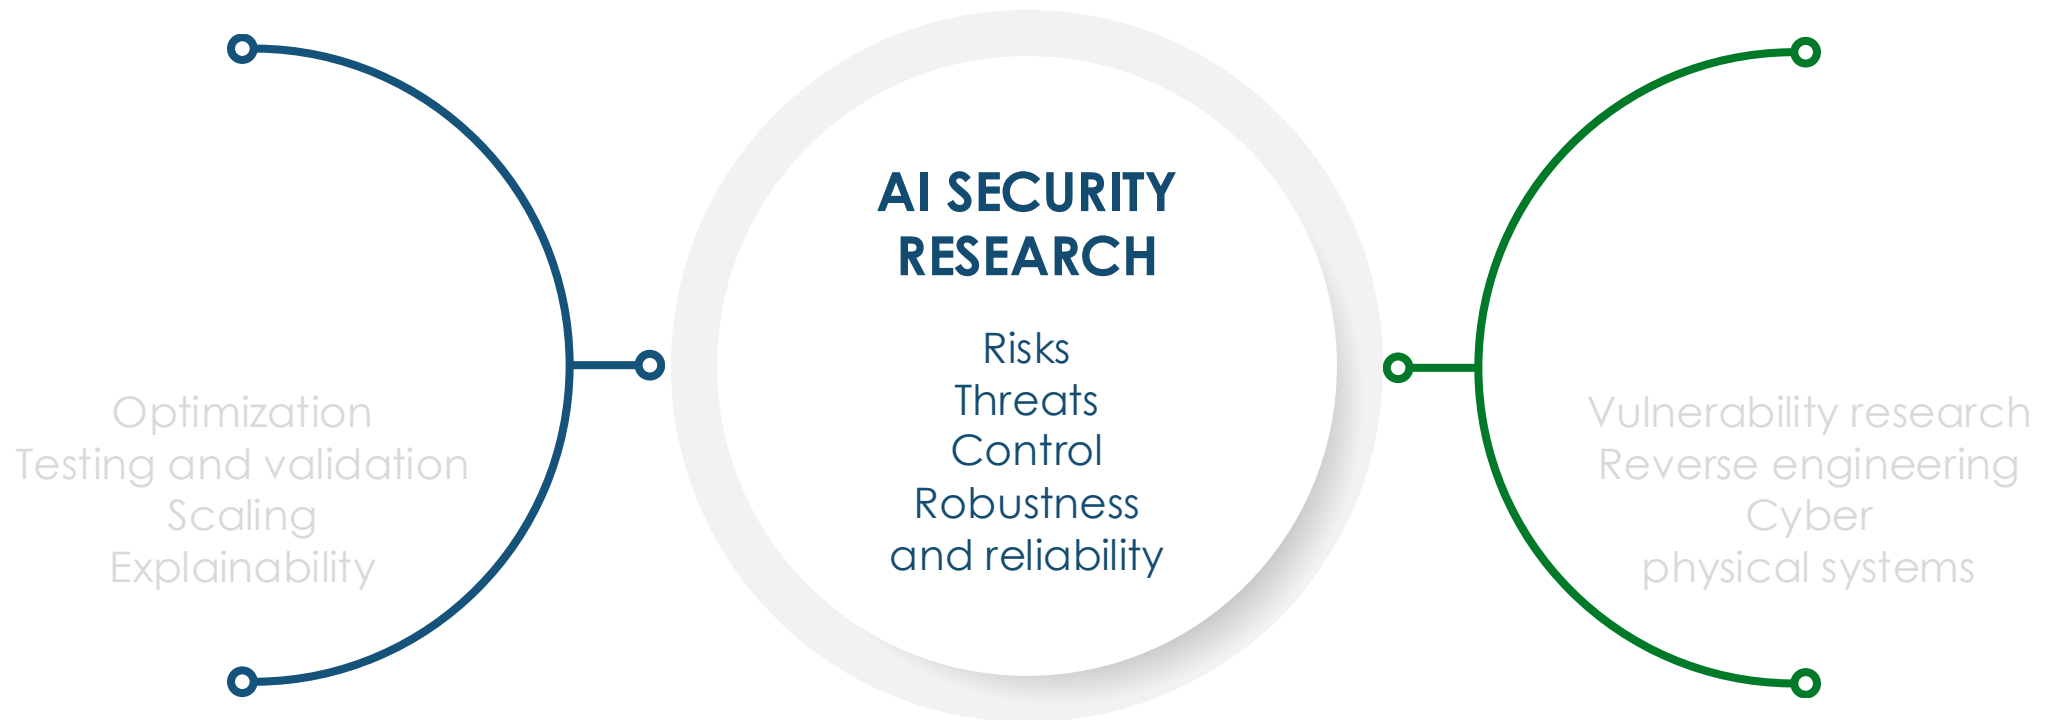 Optimization
Testing and validation
Scaling
Explainability
AI SECURITY
RESEARCH
Risks
Threats
Control
Robustness
and reliability
Vulnerability research
Reverse engineering
Cyber
physical systems